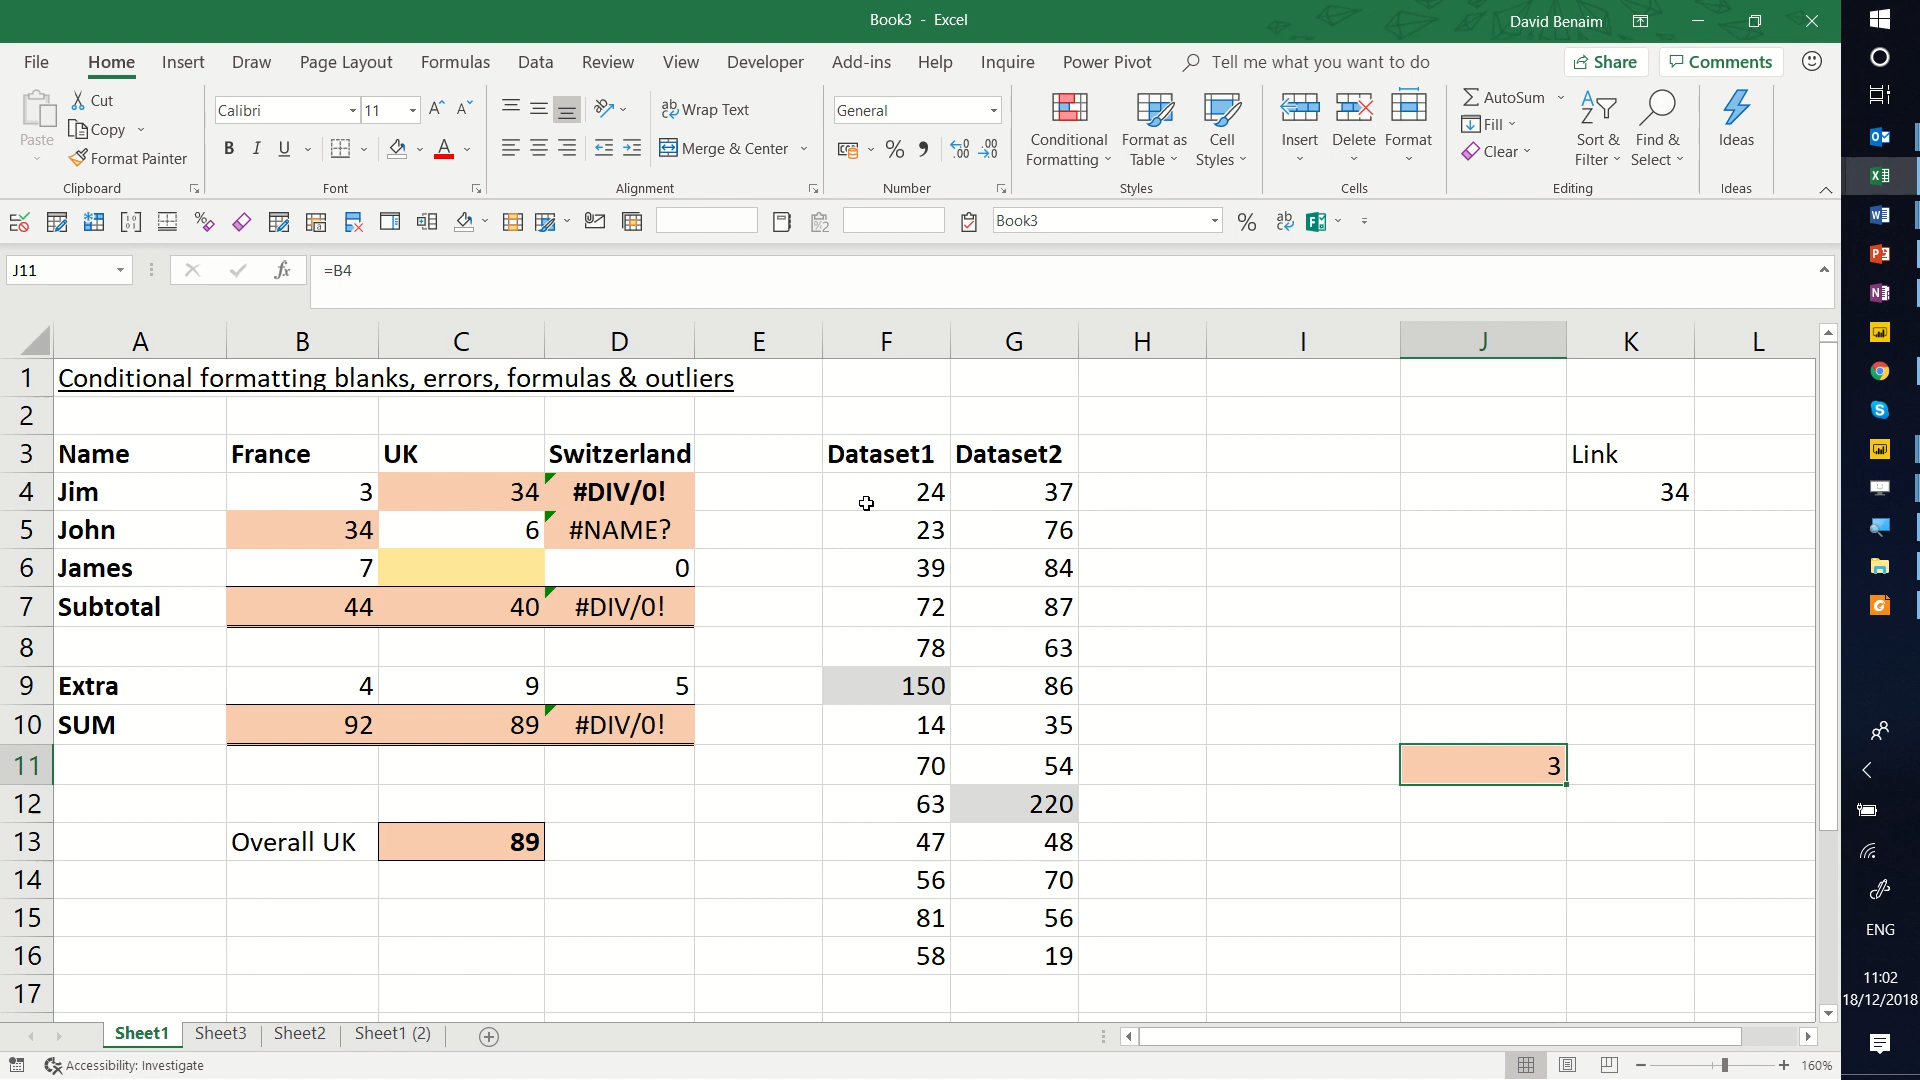 Book3 - Excel
David Benaim
File Home Insert Draw Page Layout Formulas Data Review View Developer Add-ins Help Inquire Power Pivot Tell me what you want to do Share Comments
Paste
Cut
Copy
Format Painter
Clipboard
Calibri 11
B I U A
Font
Wrap Text
Merge & Center
Alignment
General
%
Number
Conditional Formatting
Format as Table
Cell Styles
Styles
Insert Delete Format
Cells
AutoSum
Fill
Clear
Sort & Filter
Find & Select
Editing
Ideas
Ideas
Book3
J11 fx =B4
A B C D E F G H I J K L
1 Conditional formatting blanks, errors, formulas & outliers
2
3 Name France UK Switzerland Dataset1 Dataset2 Link
4 Jim 3 34 #DIV/0! 24 37 34
5 John 34 6 #NAME? 23 76
6 James 7 0 39 84
7 Subtotal 44 40 #DIV/0! 72 87
8 78 63
9 Extra 4 9 5 150 86
10 SUM 92 89 #DIV/0! 14 35
11 70 54 3
12 63 220
13 Overall UK 89 47 48
14 56 70
15 81 56
16 58 19
17
Sheet1 Sheet3 Sheet2 Sheet1 (2)
Accessibility: Investigate
160%
ENG
11:02
18/12/2018